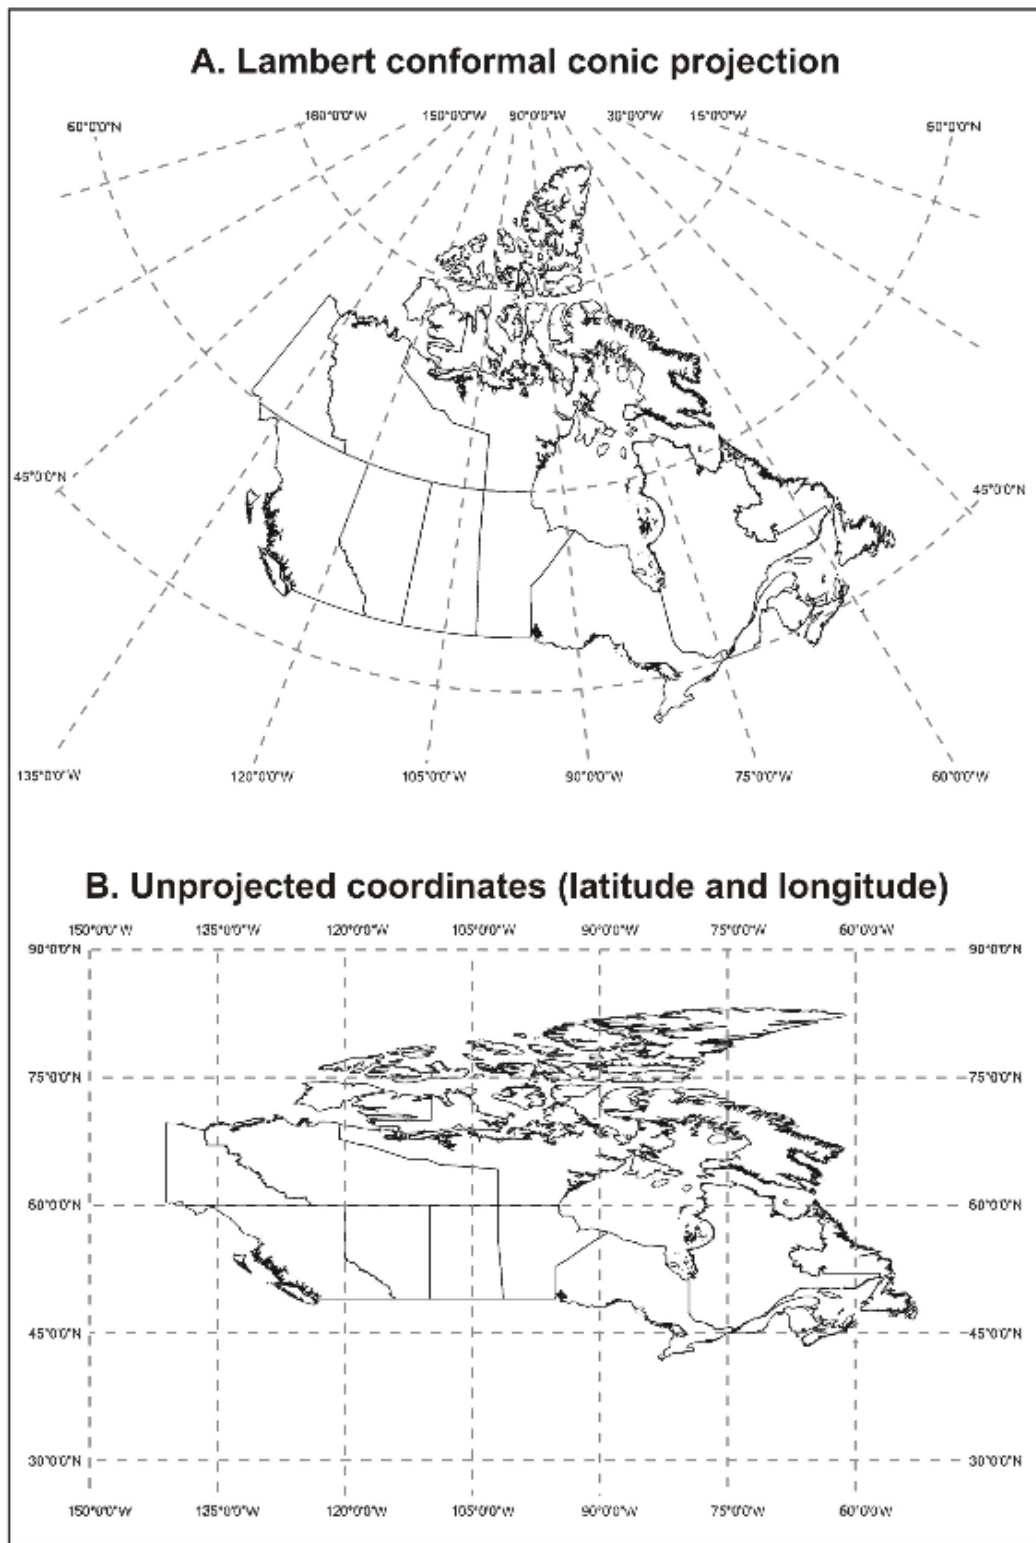 A. Lambert conformal conic projection
60°0'0"N 160°0'0"W 150°0'0"W 90°0'0"W 30°0'0"W 15°0'0"W 60°0'0"N
45°0'0"N 45°0'0"N
135°0'0"W 120°0'0"W 105°0'0"W 90°0'0"W 75°0'0"W 60°0'0"W
B. Unprojected coordinates (latitude and longitude)
150°0'0"W 135°0'0"W 120°0'0"W 105°0'0"W 90°0'0"W 75°0'0"W 60°0'0"W
90°0'0"N 90°0'0"N
75°0'0"N 75°0'0"N
60°0'0"N 60°0'0"N
45°0'0"N 45°0'0"N
30°0'0"N 30°0'0"N
150°0'0"W 135°0'0"W 120°0'0"W 105°0'0"W 90°0'0"W 75°0'0"W 60°0'0"W